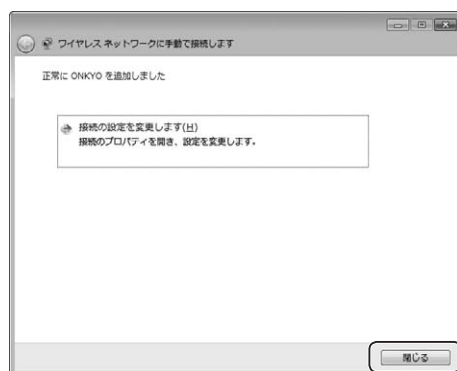 ワイヤレス ネットワークに手動で接続します
正常に ONKYO を追加しました
接続の設定を変更します(H)
接続のプロパティを開き、設定を変更します。
閉じる